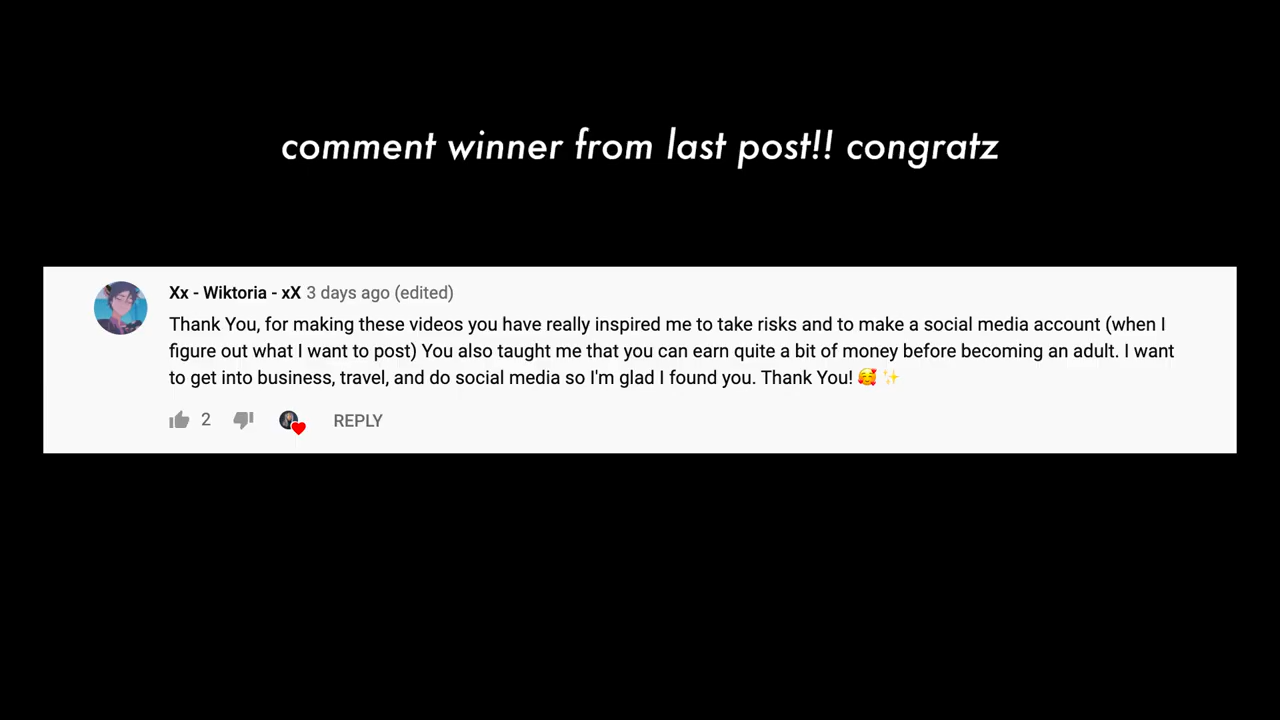 comment winner from last post!! congratz
Xx - Wiktoria - xX 3 days ago (edited)
Thank You, for making these videos you have really inspired me to take risks and to make a social media account (when I
figure out what I want to post) You also taught me that you can earn quite a bit of money before becoming an adult. I want
to get into business, travel, and do social media so I'm glad I found you. Thank You! 🥰 ✨
2 REPLY